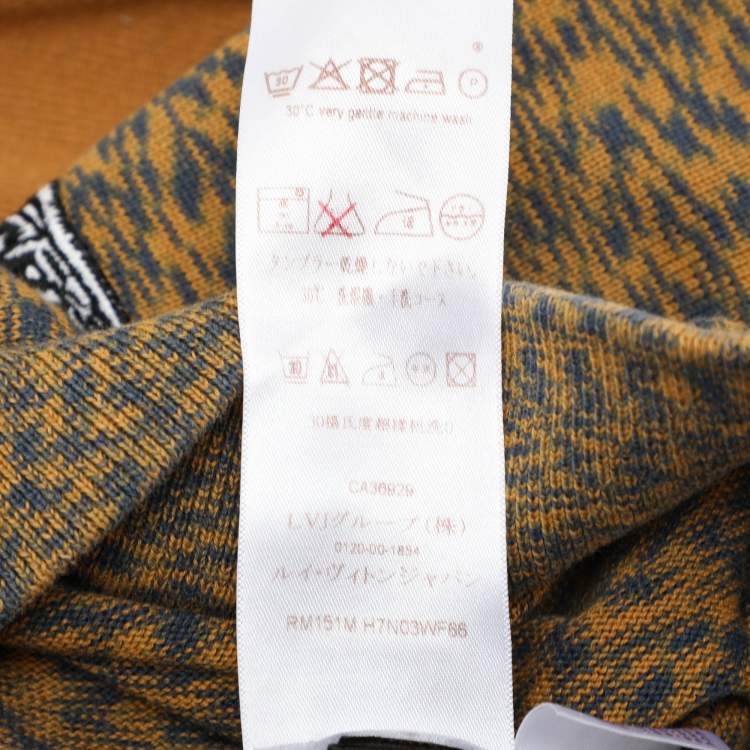 ®
30
P
30°C very gentle machine wash
タンブラー乾燥しないで下さい。
30℃ 洗濯機・手洗コース
CA36929
LVJグループ(株)
0120-00-1854
ルイ・ヴィトンジャパン
RM151M H7N03WF66